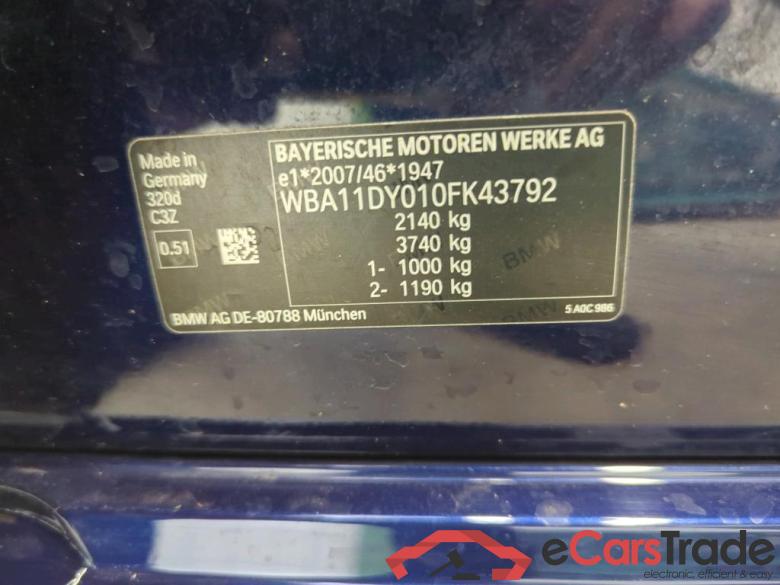 Made in
Germany
320d
C3Z
0.51
BAYERISCHE MOTOREN WERKE AG
e1*2007/46*1947
WBA11DY010FK43792
2140 kg
3740 kg
1- 1000 kg
2- 1190 kg
BMW AG DE-80788 München
5 A0C 986
BMW
BMW
eCarsTrade
electronic, efficient & easy